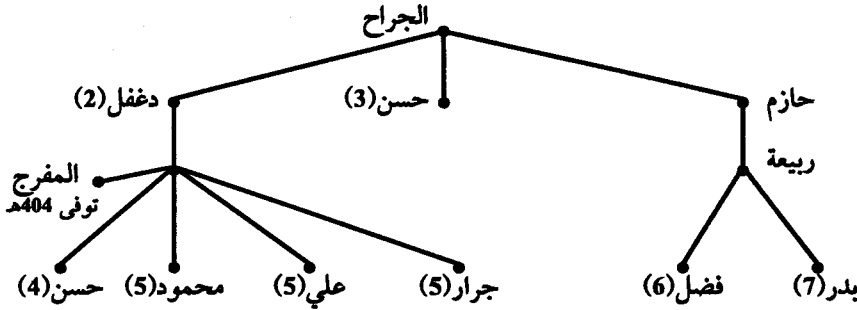 الجراح
حازم
حسن(3)
دغفل(2)
ربيعة
المفرج
توفى 404هـ
بدر(7)
فضل(6)
جرار(5)
علي(5)
محمود(5)
حسن(4)